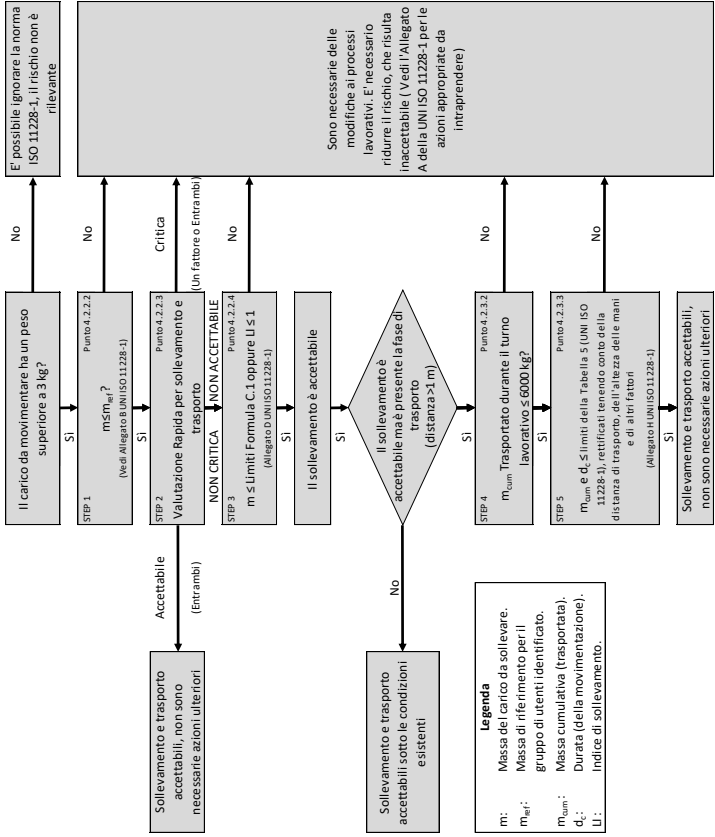 Il carico da movimentare ha un peso
superiore a 3 kg?
No
E' possibile ignorare la norma
ISO 11228-1, il rischio non è
rilevante
Sì
STEP 1
Punto 4.2.2.2
m≤mref?
(Vedi Allegato B UNI ISO 11228-1)
No
Sì
STEP 2
Punto 4.2.2.3
Valutazione Rapida per sollevamento e
trasporto
Accettabile
(Entrambi)
Sollevamento e trasporto
accettabili, non sono
necessarie azioni ulteriori
Critica
(Un fattore o Entrambi)
NON CRITICA
NON ACCETTABILE
STEP 3
Punto 4.2.2.4
m ≤ Limiti Formula C.1 oppure LI ≤ 1
(Allegato D UNI ISO 11228-1)
No
Sì
Il sollevamento è accettabile
Sì
Il sollevamento è
accettabile ma è presente la fase di
trasporto
(distanza >1 m)
No
Sollevamento e trasporto
accettabili sotto le condizioni
esistenti
Sì
STEP 4
Punto 4.2.3.2
mcum Trasportato durante il turno
lavorativo ≤ 6000 kg?
No
Sì
STEP 5
Punto 4.2.3.3
mcum e dc ≤ limiti della Tabella 5 (UNI ISO
11228-1), rettificati tenendo conto della
distanza di trasporto, dell'altezza delle mani
e di altri fattori
(Allegato H UNI ISO 11228-1)
No
Sì
Sollevamento e trasporto accettabili,
non sono necessarie azioni ulteriori
Sono necessarie delle
modifiche ai processi
lavorativi. E' necessario
ridurre il rischio, che risulta
inaccettabile ( Vedi l'Allegato
A della UNI ISO 11228-1 per le
azioni appropriate da
intraprendere)
Legenda
m: Massa del carico da sollevare.
mref: Massa di riferimento per il
gruppo di utenti identificato.
mcum: Massa cumulativa (trasportata).
dc: Durata (della movimentazione).
LI: Indice di sollevamento.